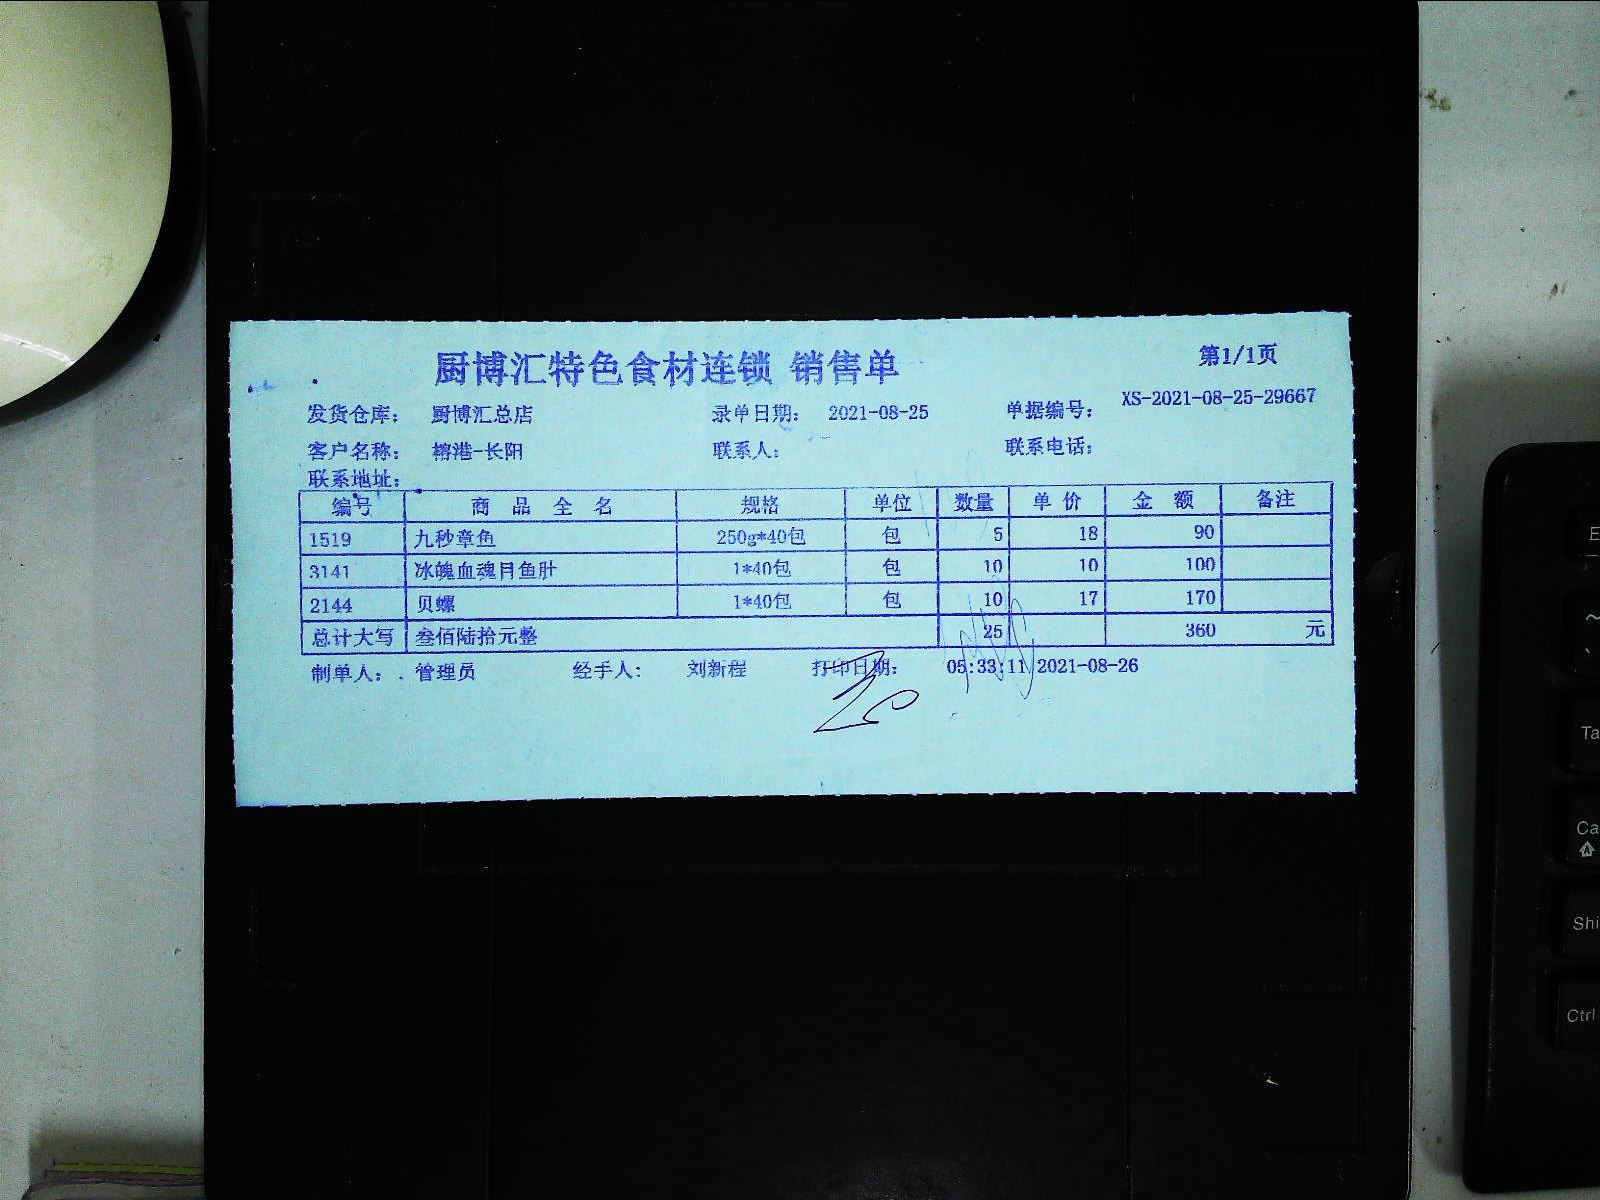 厨博汇特色食材连锁 销售单 第1/1页
发货仓库： 厨博汇总店 录单日期： 2021-08-25 单据编号： XS-2021-08-25-29667
客户名称： 榕港-长阳 联系人： 联系电话：
联系地址：
编号 商品全名 规格 单位 数量 单价 金额 备注
1519 九秒章鱼 250g*40包 包 5 18 90
3141 冰魄血魂目鱼肚 1*40包 包 10 10 100
2144 贝螺 1*40包 包 10 17 170
总计大写 叁佰陆拾元整 25 360 元
制单人： 管理员 经手人： 刘新程 打印日期： 05:33:11 2021-08-26
Ctrl